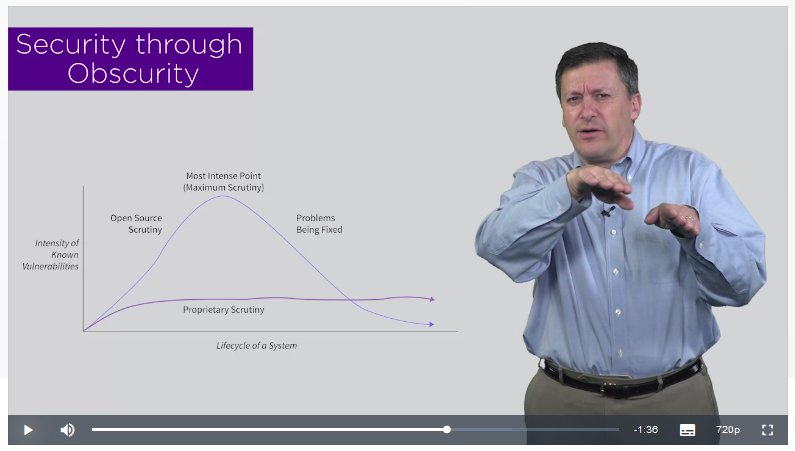 Security through
Obscurity
Most Intense Point
(Maximum Scrutiny)
Open Source
Scrutiny
Problems
Being Fixed
Intensity of
Known
Vulnerabilities
Proprietary Scrutiny
Lifecycle of a System
-1:36
720p